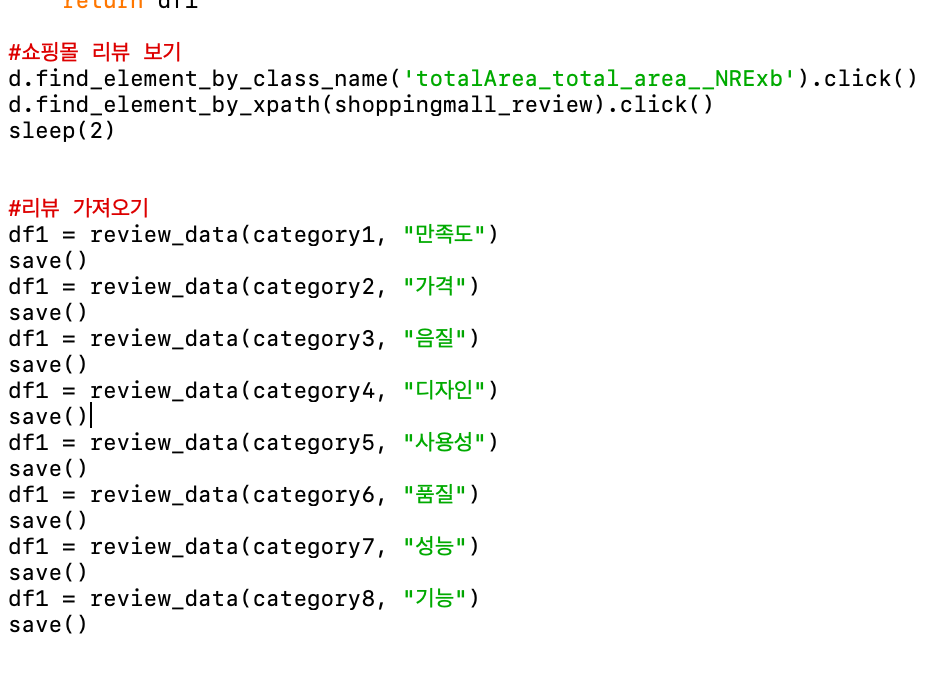 return df1
#쇼핑몰 리뷰 보기
d.find_element_by_class_name('totalArea_total_area__NRExb').click()
d.find_element_by_xpath(shoppingmall_review).click()
sleep(2)
#리뷰 가져오기
df1 = review_data(category1, "만족도")
save()
df1 = review_data(category2, "가격")
save()
df1 = review_data(category3, "음질")
save()
df1 = review_data(category4, "디자인")
save()
df1 = review_data(category5, "사용성")
save()
df1 = review_data(category6, "품질")
save()
df1 = review_data(category7, "성능")
save()
df1 = review_data(category8, "기능")
save()